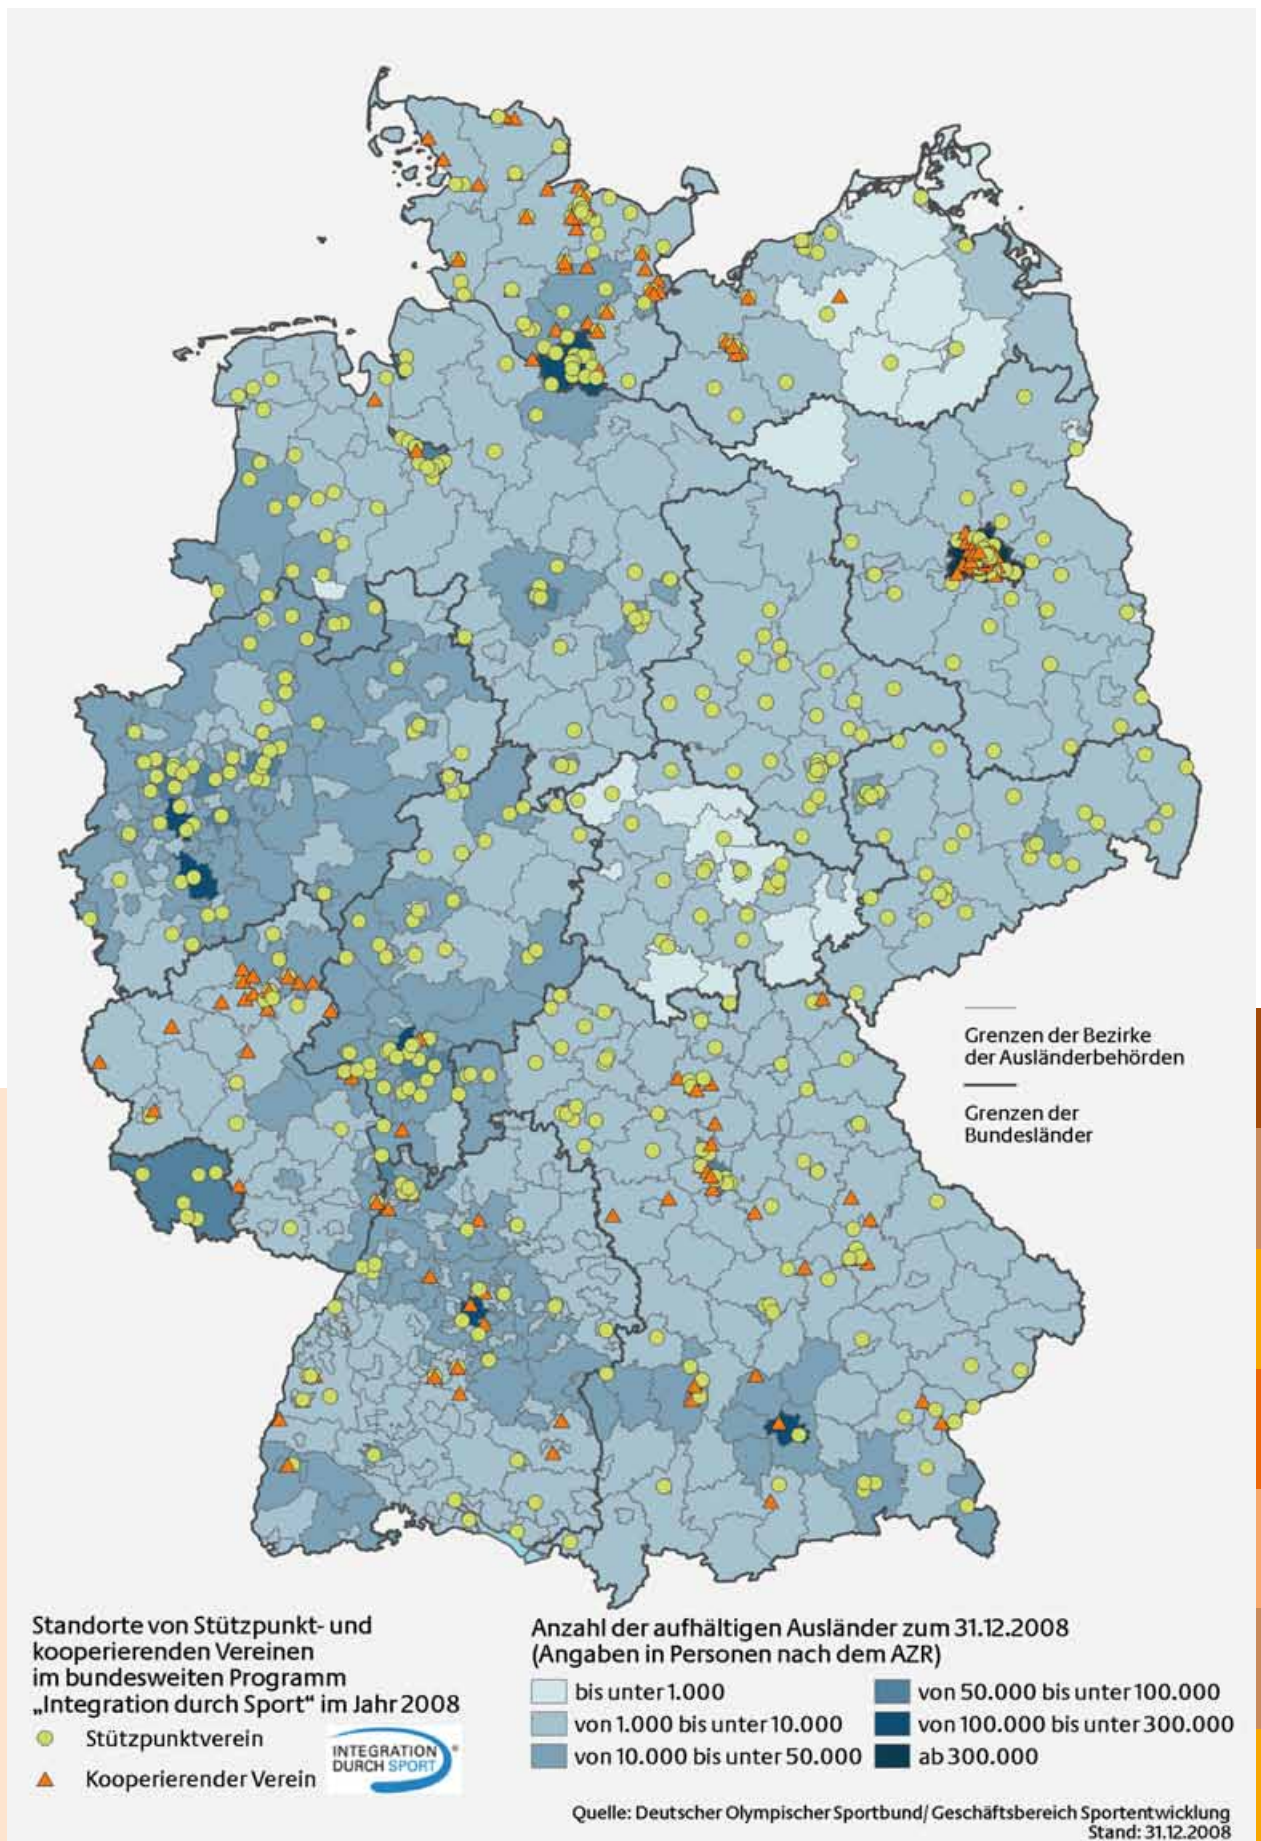 Grenzen der Bezirke
der Ausländerbehörden
Grenzen der
Bundesländer
Standorte von Stützpunkt- und
kooperierenden Vereinen
im bundesweiten Programm
„Integration durch Sport“ im Jahr 2008
Stützpunktverein
Kooperierender Verein
INTEGRATION
DURCH SPORT
®
Anzahl der aufhältigen Ausländer zum 31.12.2008
(Angaben in Personen nach dem AZR)
bis unter 1.000
von 1.000 bis unter 10.000
von 10.000 bis unter 50.000
von 50.000 bis unter 100.000
von 100.000 bis unter 300.000
ab 300.000
Quelle: Deutscher Olympischer Sportbund/ Geschäftsbereich Sportentwicklung
Stand: 31.12.2008